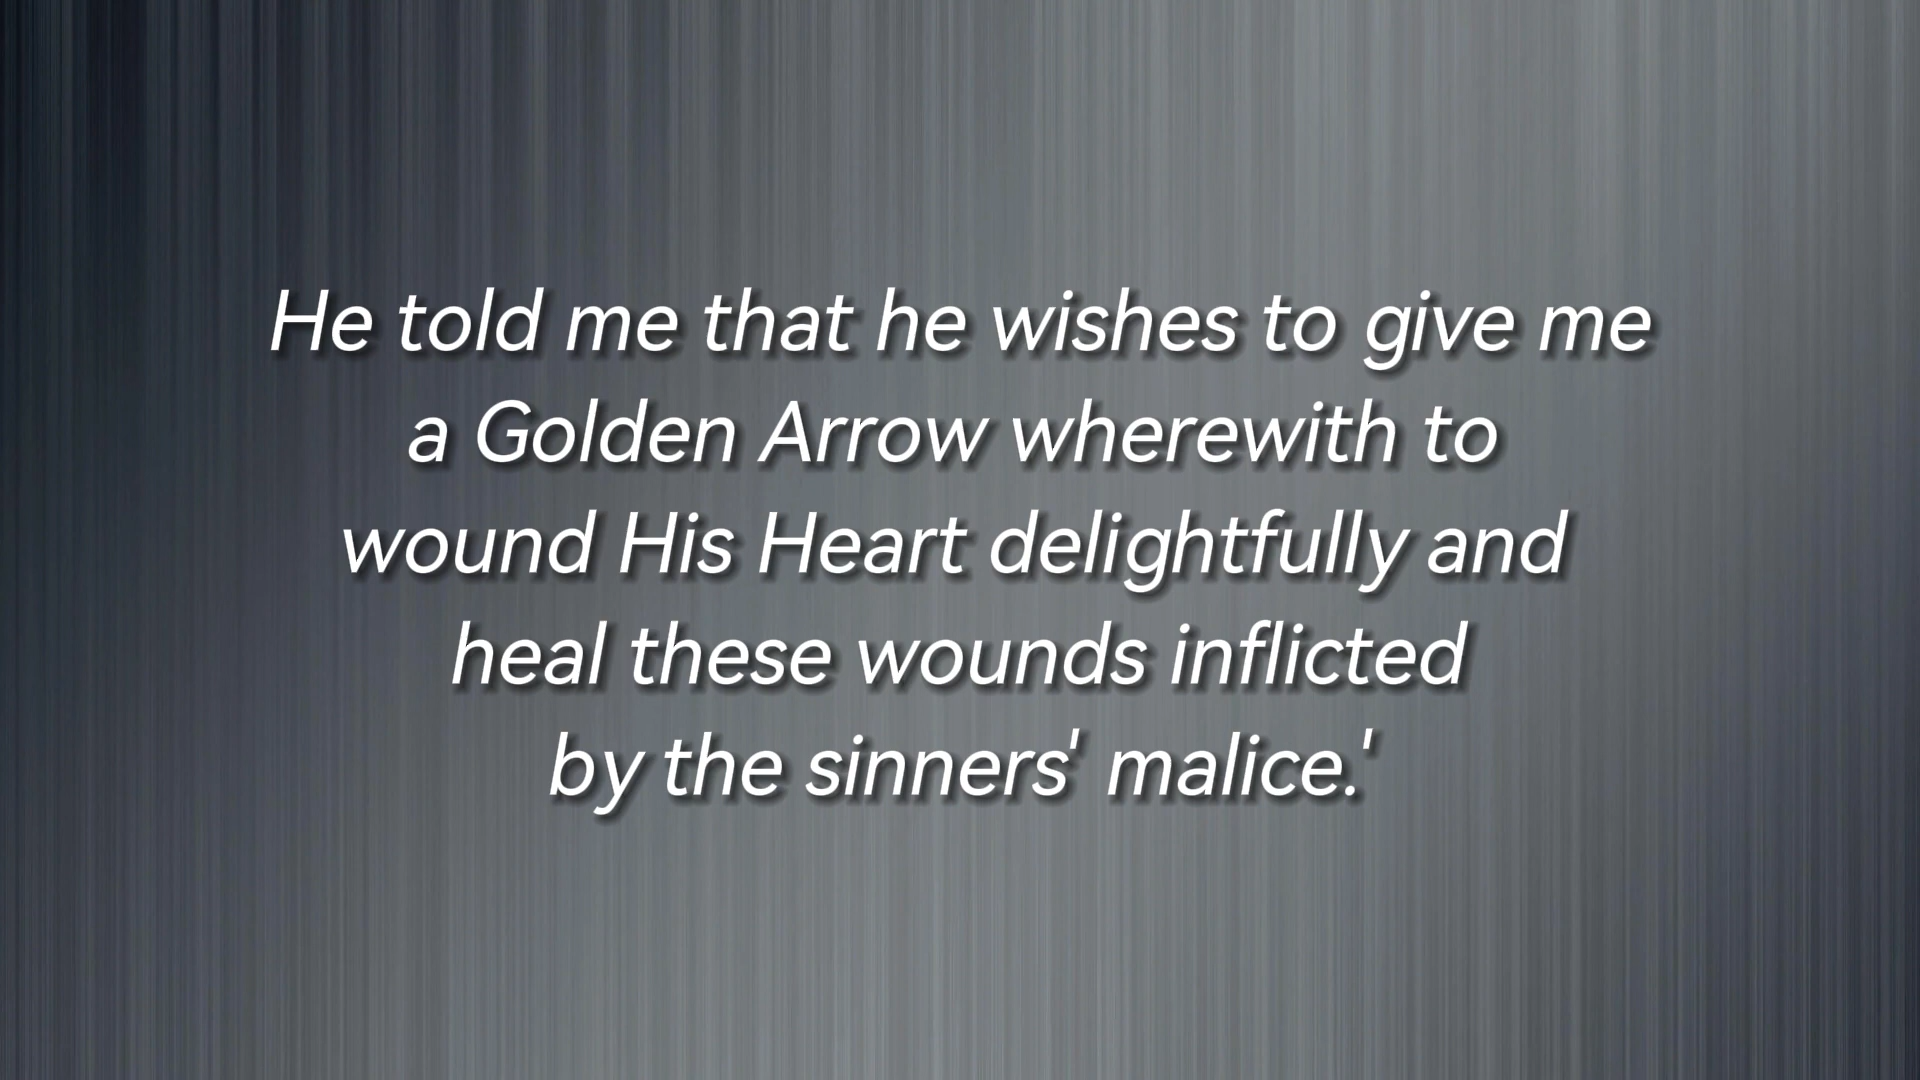 He told me that he wishes to give me
a Golden Arrow wherewith to
wound His Heart delightfully and
heal these wounds inflicted
by the sinners' malice.'